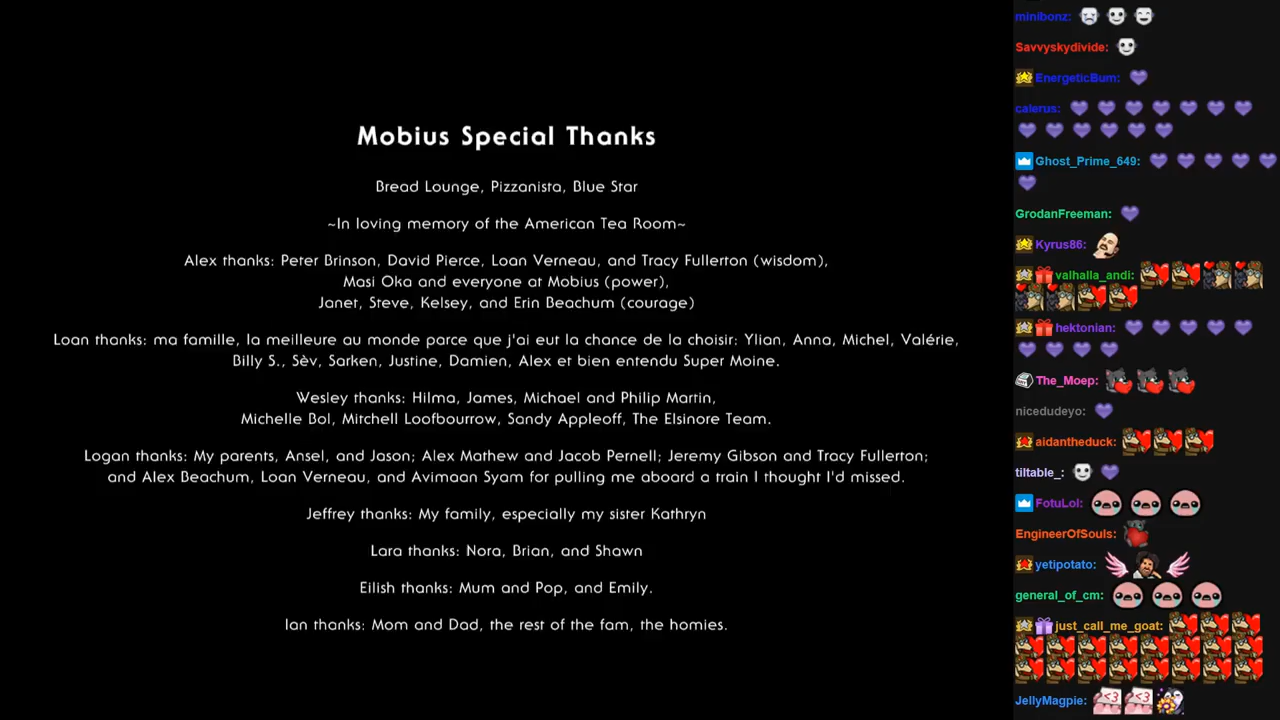 Mobius Special Thanks
Bread Lounge, Pizzanista, Blue Star
~In loving memory of the American Tea Room~
Alex thanks: Peter Brinson, David Pierce, Loan Verneau, and Tracy Fullerton (wisdom),
Masi Oka and everyone at Mobius (power),
Janet, Steve, Kelsey, and Erin Beachum (courage)
Loan thanks: ma famille, la meilleure au monde parce que j'ai eut la chance de la choisir: Ylian, Anna, Michel, Valérie,
Billy S., Sèv, Sarken, Justine, Damien, Alex et bien entendu Super Moine.
Wesley thanks: Hilma, James, Michael and Philip Martin,
Michelle Bol, Mitchell Loofbourrow, Sandy Appleoff, The Elsinore Team.
Logan thanks: My parents, Ansel, and Jason; Alex Mathew and Jacob Pernell; Jeremy Gibson and Tracy Fullerton;
and Alex Beachum, Loan Verneau, and Avimaan Syam for pulling me aboard a train I thought I'd missed.
Jeffrey thanks: My family, especially my sister Kathryn
Lara thanks: Nora, Brian, and Shawn
Eilish thanks: Mum and Pop, and Emily.
Ian thanks: Mom and Dad, the rest of the fam, the homies.
minibonz:
Savvyskydivide:
EnergeticBum:
calerus:
Ghost_Prime_649:
GrodanFreeman:
Kyrus86:
valhalla_andi:
hektonian:
The_Moep:
nicedudeyo:
aidantheduck:
tiltable_:
FotuLol:
EngineerOfSouls:
yetipotato:
general_of_cm:
just_call_me_goat:
JellyMagpie: <3 <3